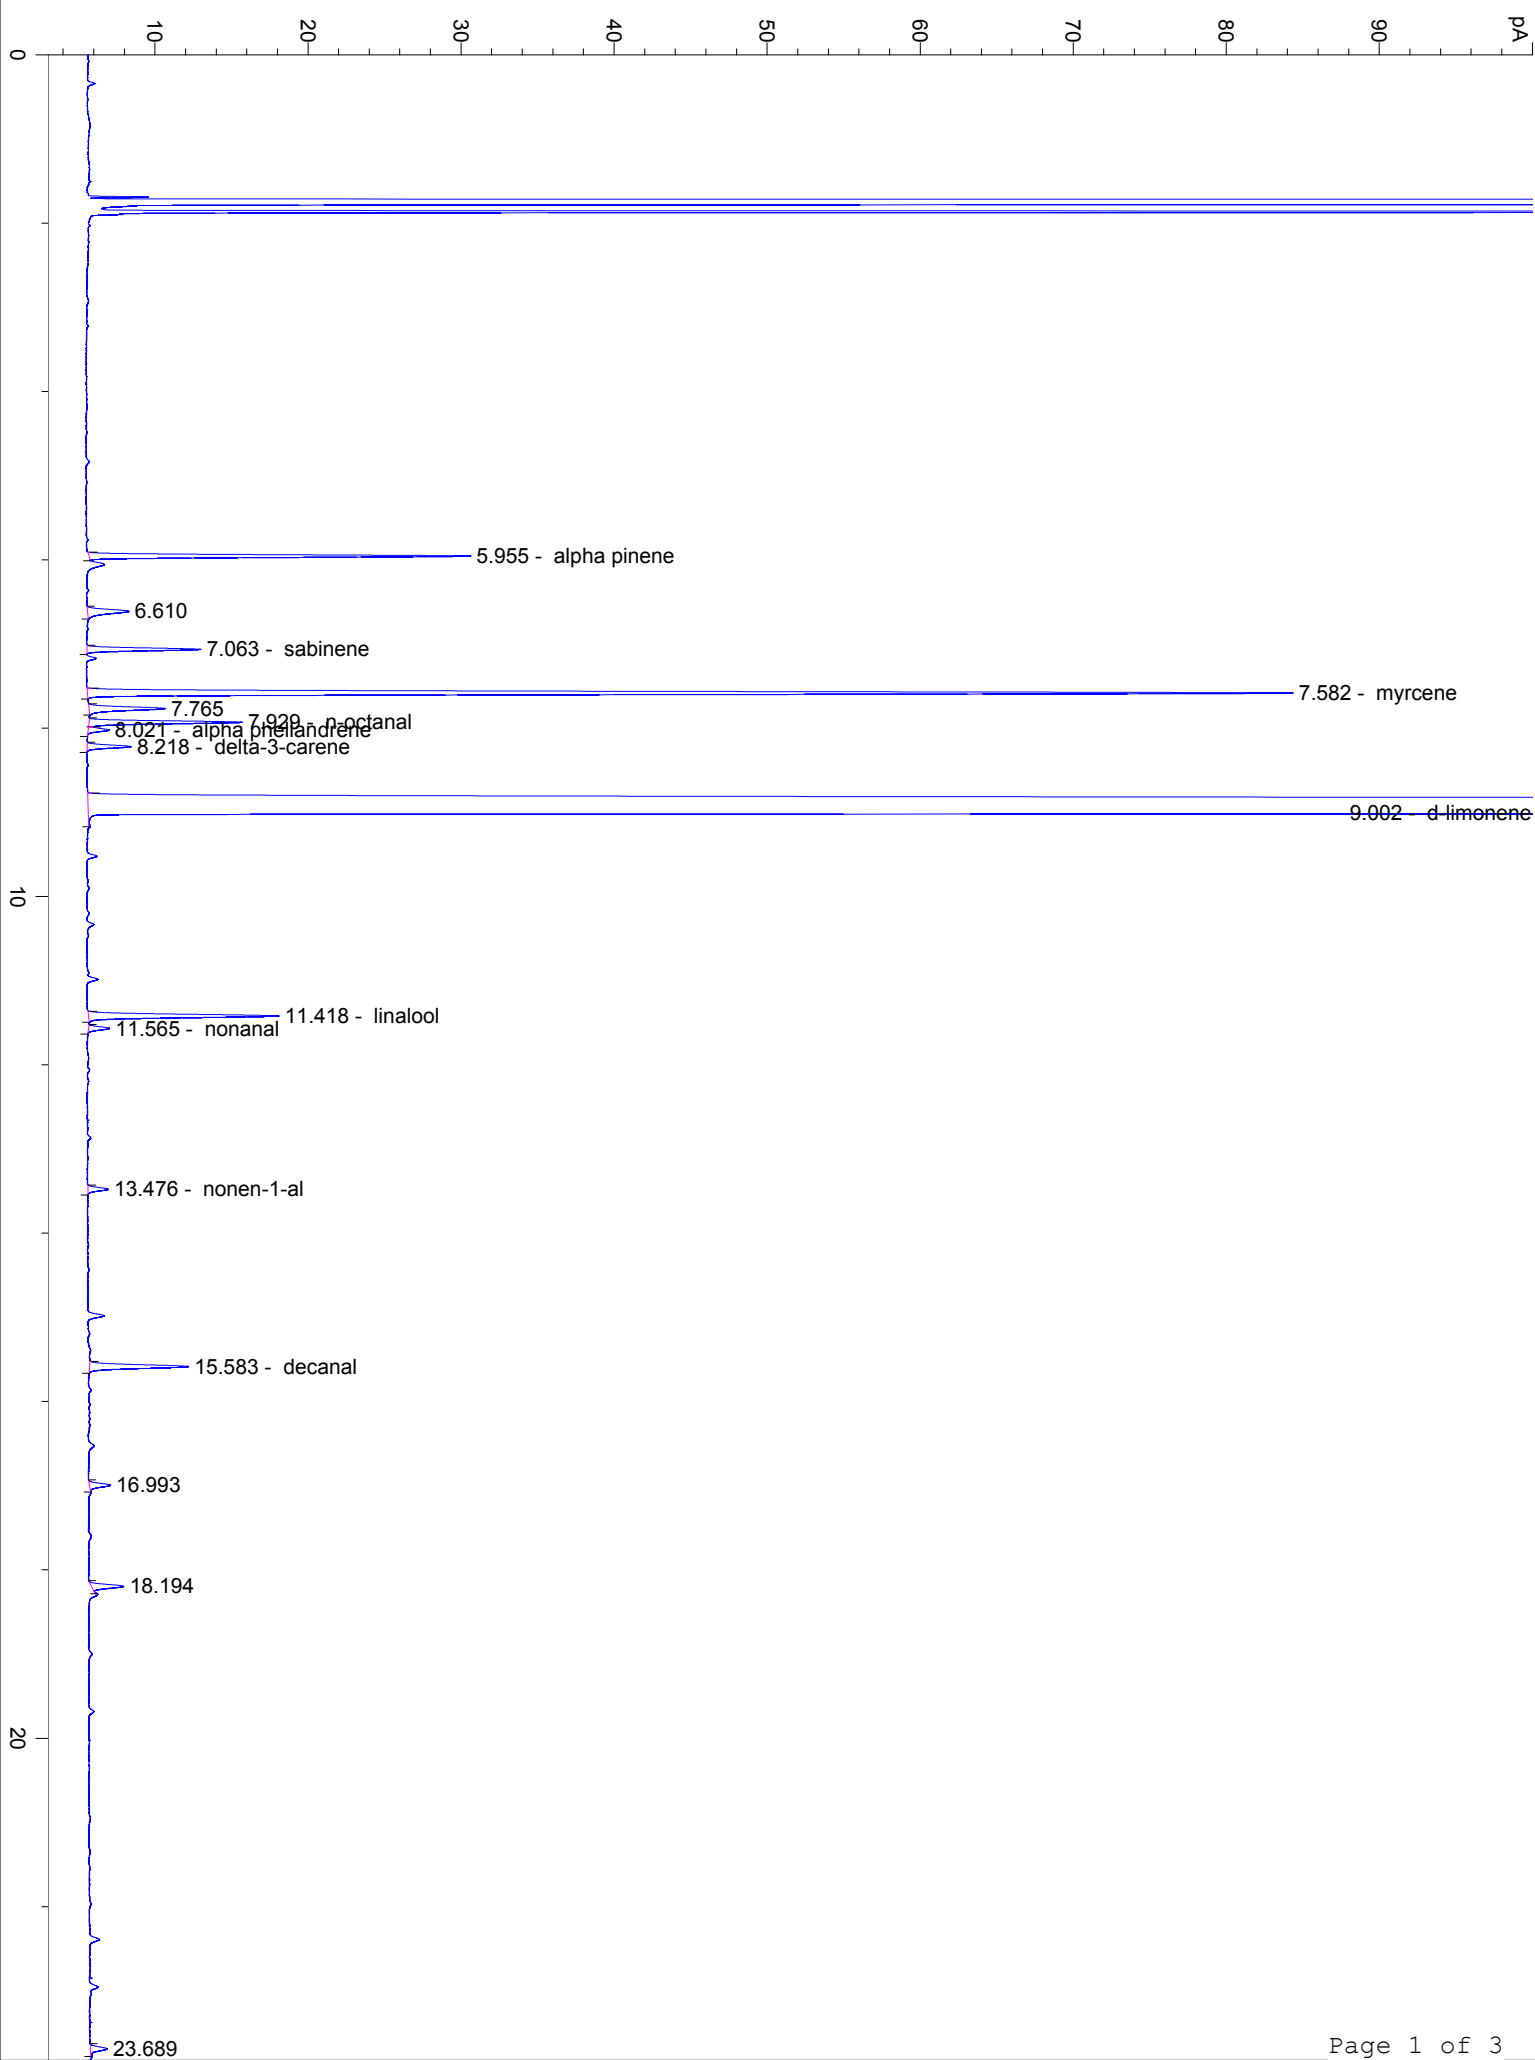 pA
10
20
30
40
50
60
70
80
90
0
5.955 - alpha pinene
6.610
7.063 - sabinene
7.582 - myrcene
7.765
7.929 - n-octanal
8.021 - alpha phellandrene
8.218 - delta-3-carene
9.002 - d-limonene
10
11.418 - linalool
11.565 - nonanal
13.476 - nonen-1-al
15.583 - decanal
16.993
18.194
20
23.689
Page 1 of 3